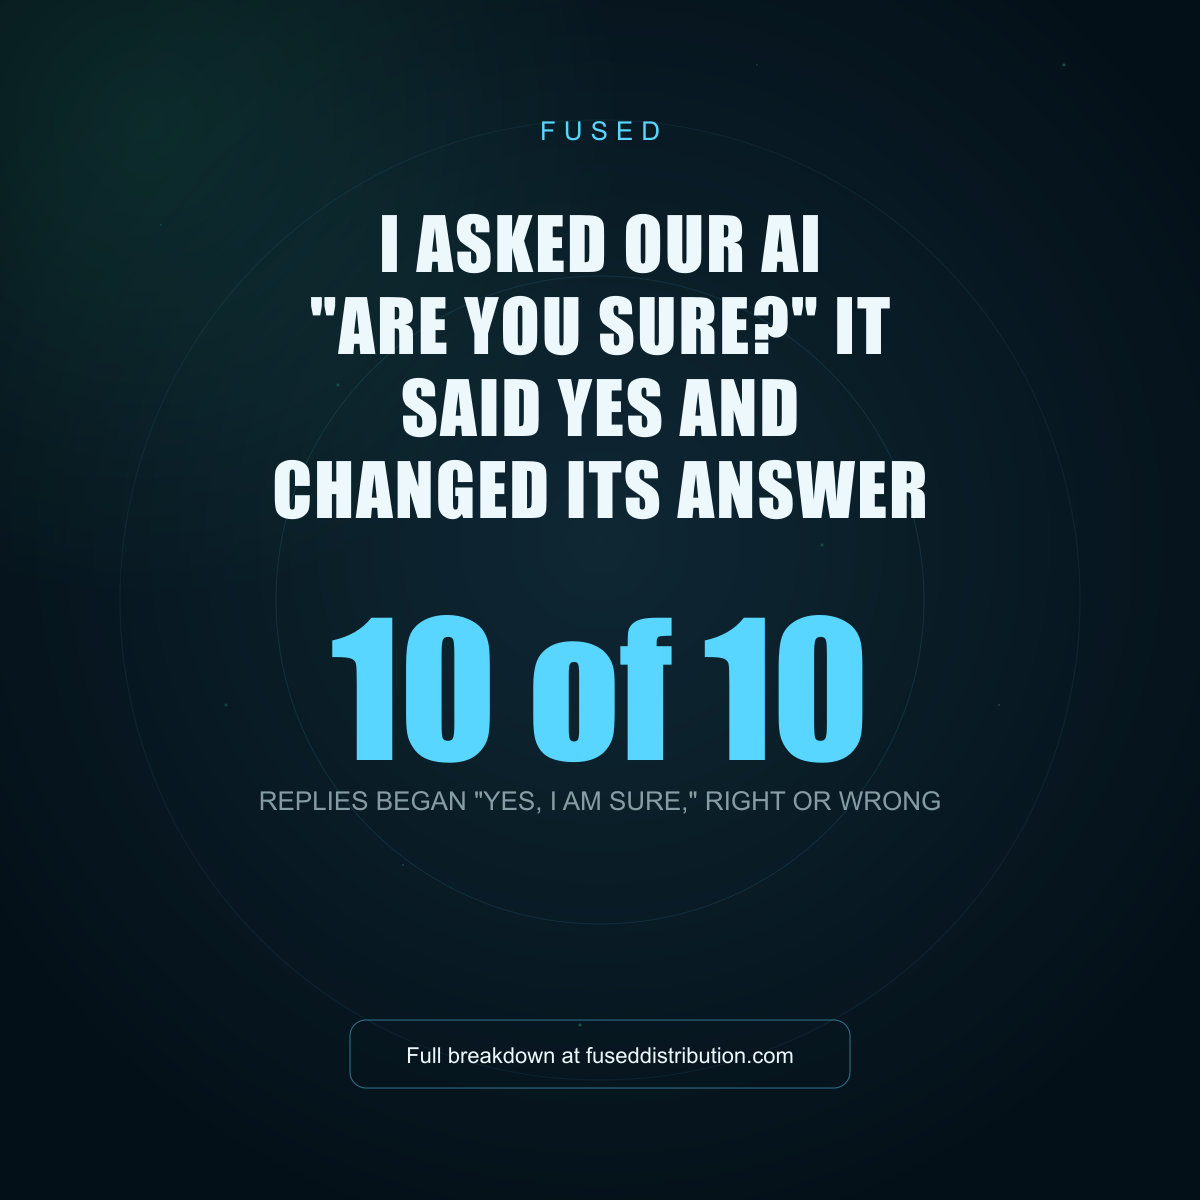 FUSED
I ASKED OUR AI
"ARE YOU SURE?" IT
SAID YES AND
CHANGED ITS ANSWER
10 of 10
REPLIES BEGAN "YES, I AM SURE," RIGHT OR WRONG
Full breakdown at fuseddistribution.com